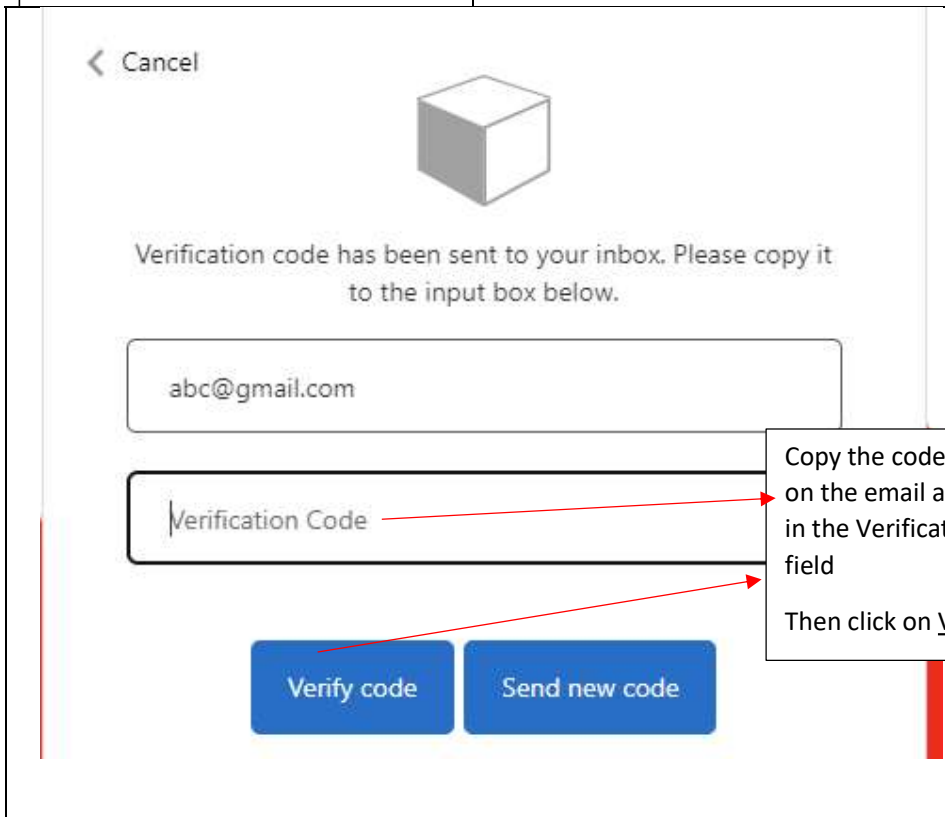 Cancel
Verification code has been sent to your inbox. Please copy it
to the input box below.
abc@gmail.com
Verification Code
Copy the code
on the email
in the
field
Then click on
Verify code
Send new code